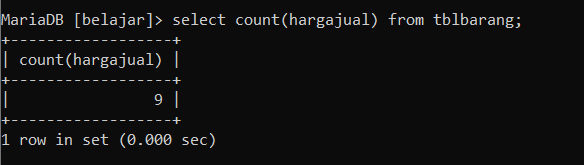 MariaDB [belajar]> select count(hargajual) from tblbarang;
+------------------+
| count(hargajual) |
+------------------+
|                9 |
+------------------+
1 row in set (0.000 sec)